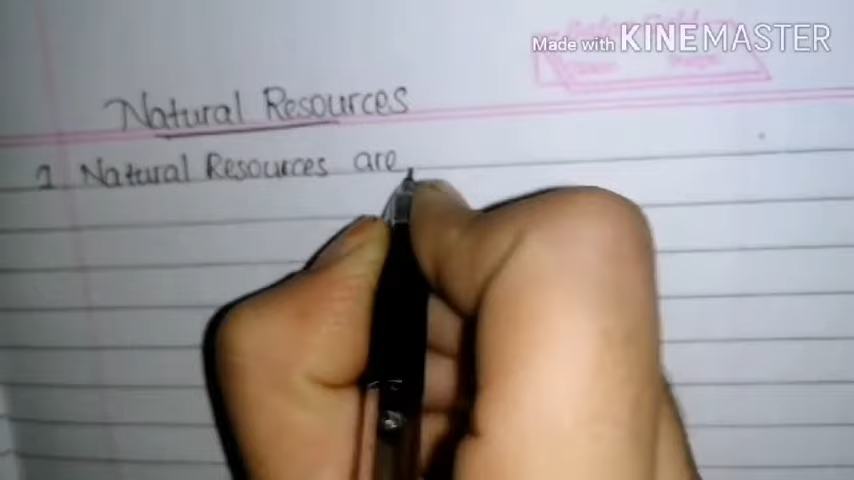 Made with KINEMASTER
Natural Resources
1 Natural Resources are